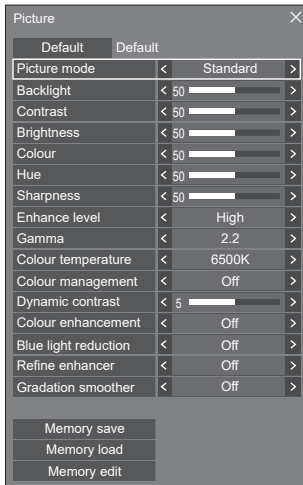 Picture ×
Default Default
Picture mode < Standard >
Backlight < 50 >
Contrast < 50 >
Brightness < 50 >
Colour < 50 >
Hue < 50 >
Sharpness < 50 >
Enhance level < High >
Gamma < 2.2 >
Colour temperature < 6500K >
Colour management < Off >
Dynamic contrast < 5 >
Colour enhancement < Off >
Blue light reduction < Off >
Refine enhancer < Off >
Gradation smoother < Off >
Memory save
Memory load
Memory edit